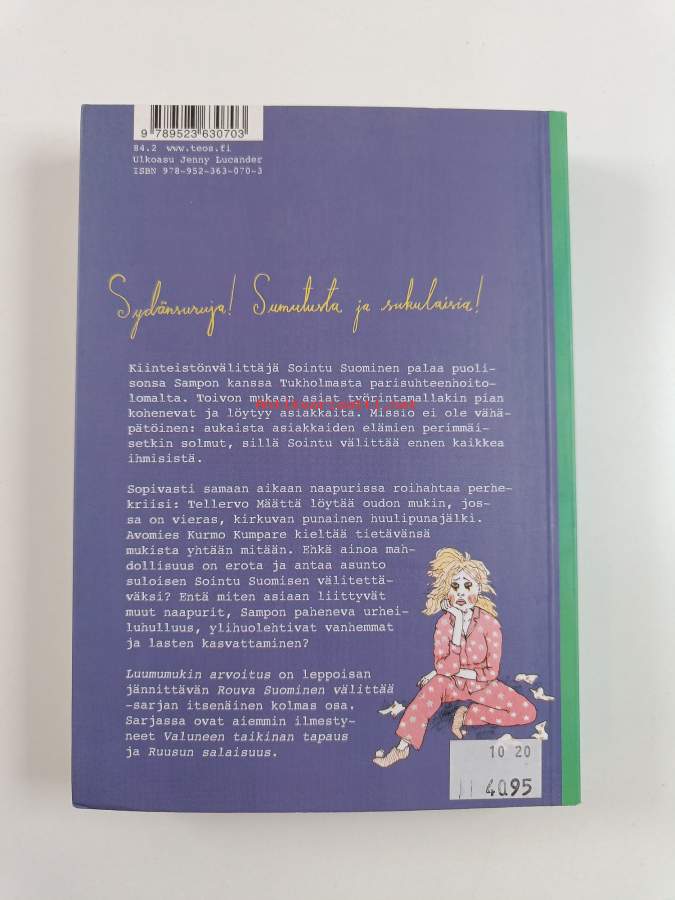 9 789523 630703
84.2 www.teos.fi
Ulkoasu Jenny Lucander
ISBN 978-952-363-070-3
Sydänsuruja! Sumutusta ja sukulaisia!
Kiinteistönvälittäjä Sointu Suominen palaa puoli-
sonsa Sampon kanssa Tukholmasta parisuhteenhoito-
lomalta. Toivon mukaan asiat työrintamallakin pian
kohenevat ja löytyy asiakkaita. Missio ei ole vähä-
pätöinen: aukaista asiakkaiden elämien perimmäi-
setkin solmut, sillä Sointu välittää ennen kaikkea
ihmisistä.
Antikvariaatti.net
Sopivasti samaan aikaan naapurissa roihahtaa perhe-
kriisi: Tellervo Määttä löytää oudon mukin, jos-
sa on vieras, kirkuvan punainen huulipunajälki.
Avomies Kurmo Kumpare kieltää tietävänsä
mukista yhtään mitään. Ehkä ainoa mah-
dollisuus on erota ja antaa asunto
suloisen Sointu Suomisen välitettä-
väksi? Entä miten asiaan liittyvät
muut naapurit, Sampon paheneva urhei-
luhulluus, ylihuolehtivat vanhemmat
ja lasten kasvattaminen?
Luumumukin arvoitus on leppoisan
jännittävän Rouva Suominen välittää
-sarjan itsenäinen kolmas osa.
Sarjassa ovat aiemmin ilmesty-
neet Valuneen taikinan tapaus
ja Ruusun salaisuus.
10 20
40.95